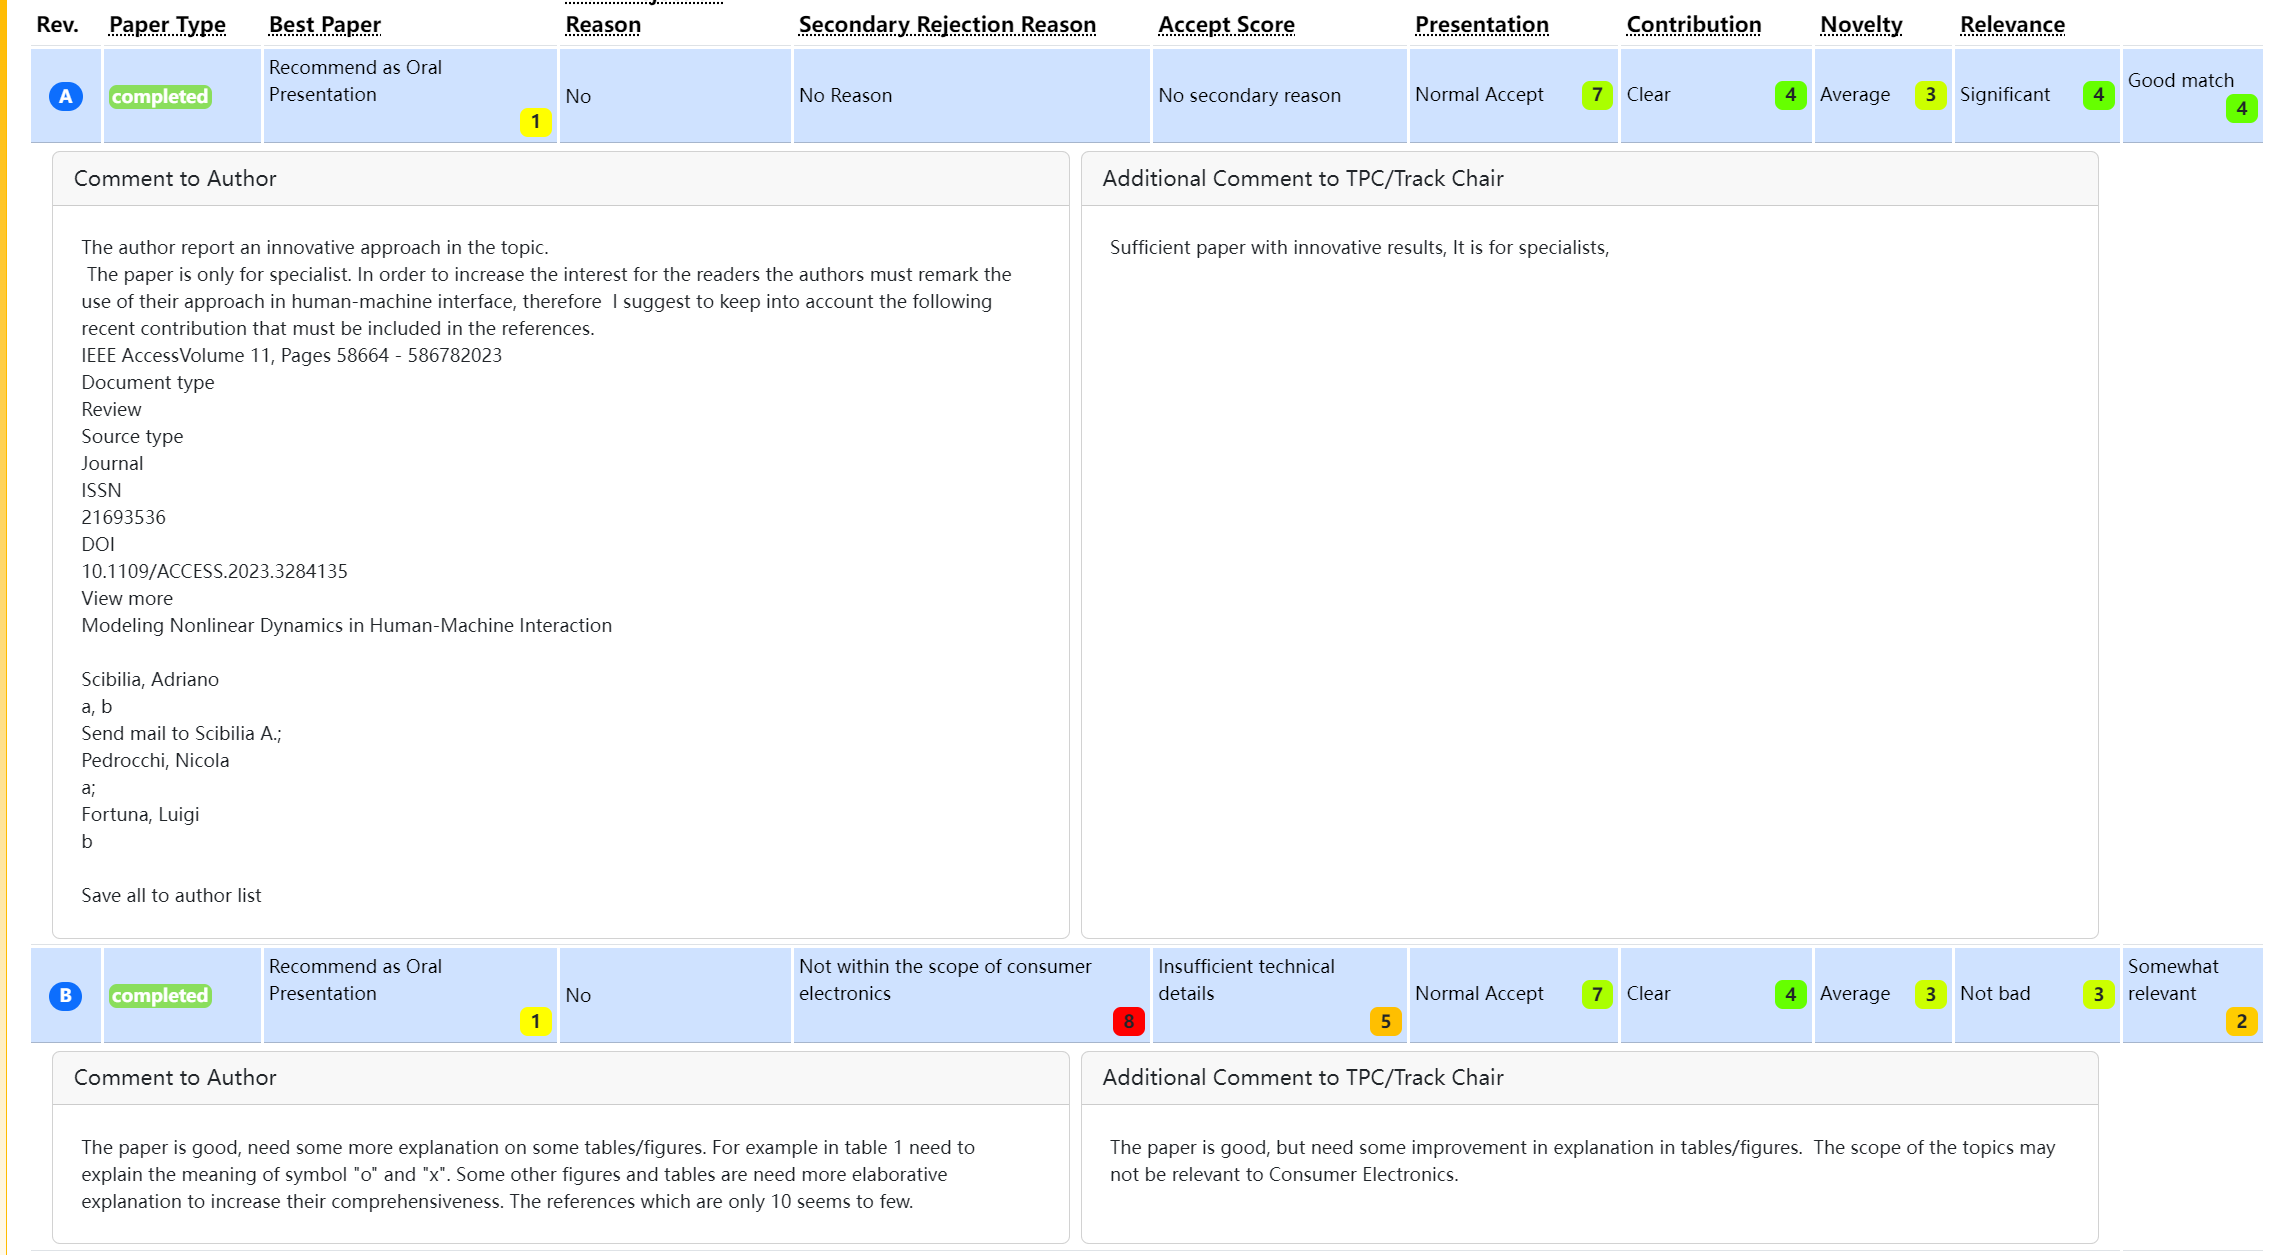 Rev. Paper Type Best Paper Reason Secondary Rejection Reason Accept Score Presentation Contribution Novelty Relevance
A completed Recommend as Oral Presentation 1 No No Reason No secondary reason Normal Accept 7 Clear 4 Average 3 Significant 4 Good match 4
Comment to Author
The author report an innovative approach in the topic.
The paper is only for specialist. In order to increase the interest for the readers the authors must remark the
use of their approach in human-machine interface, therefore  I suggest to keep into account the following
recent contribution that must be included in the references.
IEEE AccessVolume 11, Pages 58664 - 586782023
Document type
Review
Source type
Journal
ISSN
21693536
DOI
10.1109/ACCESS.2023.3284135
View more
Modeling Nonlinear Dynamics in Human-Machine Interaction
Scibilia, Adriano
a, b
Send mail to Scibilia A.;
Pedrocchi, Nicola
a;
Fortuna, Luigi
b
Save all to author list
Additional Comment to TPC/Track Chair
Sufficient paper with innovative results, It is for specialists,
B completed Recommend as Oral Presentation 1 No Not within the scope of consumer electronics 8 Insufficient technical details 5 Normal Accept 7 Clear 4 Average 3 Not bad 3 Somewhat relevant 2
Comment to Author
The paper is good, need some more explanation on some tables/figures. For example in table 1 need to
explain the meaning of symbol "o" and "x". Some other figures and tables are need more elaborative
explanation to increase their comprehensiveness. The references which are only 10 seems to few.
Additional Comment to TPC/Track Chair
The paper is good, but need some improvement in explanation in tables/figures.  The scope of the topics may
not be relevant to Consumer Electronics.